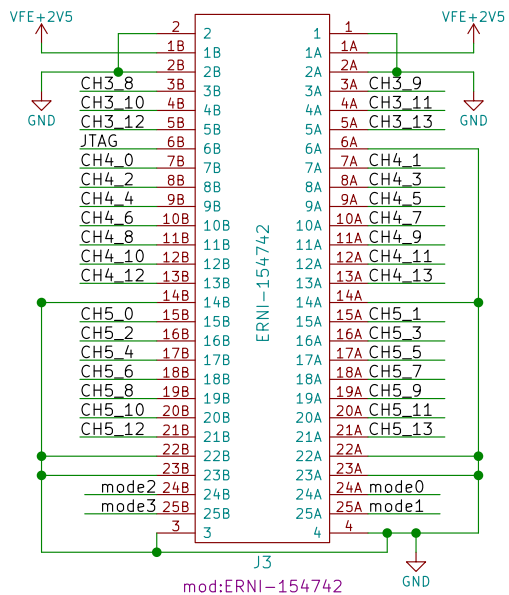 VFE+2V5 VFE+2V5
2 2 1 1
1B 1B 1A 1A
2B 2B 2A 2A
CH3_8 3B 3B 3A 3A CH3_9
CH3_10 4B 4B 4A 4A CH3_11
CH3_12 5B 5B 5A 5A CH3_13
GND GND
JTAG 6B 6B 6A 6A
CH4_0 7B 7B 7A 7A CH4_1
CH4_2 8B 8B 8A 8A CH4_3
CH4_4 9B 9B 9A 9A CH4_5
CH4_6 10B 10B 10A 10A CH4_7
CH4_8 11B 11B 11A 11A CH4_9
CH4_10 12B 12B 12A 12A CH4_11
CH4_12 13B 13B 13A 13A CH4_13
ERNI-154742
14B 14B 14A 14A
CH5_0 15B 15B 15A 15A CH5_1
CH5_2 16B 16B 16A 16A CH5_3
CH5_4 17B 17B 17A 17A CH5_5
CH5_6 18B 18B 18A 18A CH5_7
CH5_8 19B 19B 19A 19A CH5_9
CH5_10 20B 20B 20A 20A CH5_11
CH5_12 21B 21B 21A 21A CH5_13
22B 22B 22A 22A
23B 23B 23A 23A
mode2 24B 24B 24A 24A mode0
mode3 25B 25B 25A 25A mode1
3 3 4 4
J3
GND
mod:ERNI-154742